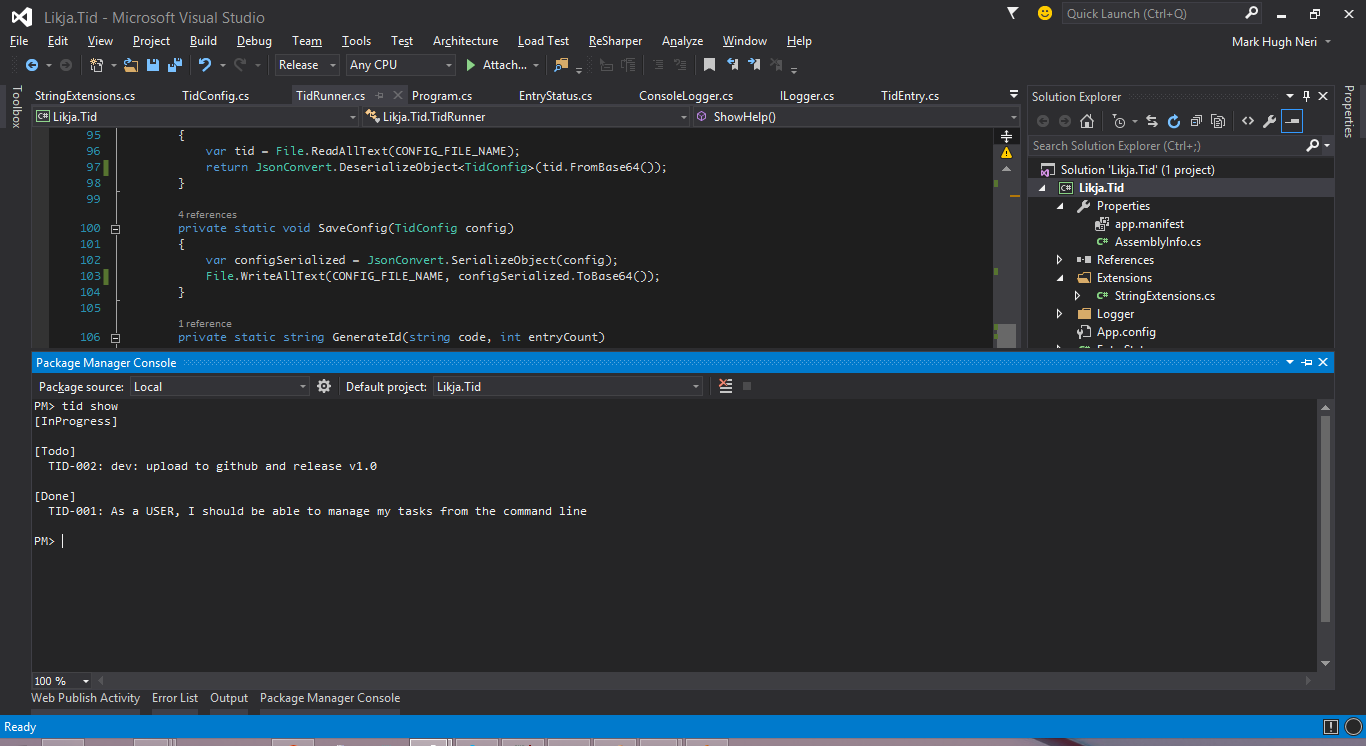 Likja.Tid - Microsoft Visual Studio
Quick Launch (Ctrl+Q)
File Edit View Project Build Debug Team Tools Test Architecture Load Test ReSharper Analyze Window Help
Mark Hugh Neri
Release Any CPU Attach...
Toolbox
StringExtensions.cs TidConfig.cs TidRunner.cs Program.cs EntryStatus.cs ConsoleLogger.cs ILogger.cs TidEntry.cs
C# Likja.Tid Likja.Tid.TidRunner ShowHelp()
95 {
96 var tid = File.ReadAllText(CONFIG_FILE_NAME);
97 return JsonConvert.DeserializeObject<TidConfig>(tid.FromBase64());
98 }
99
4 references
100 private static void SaveConfig(TidConfig config)
101 {
102 var configSerialized = JsonConvert.SerializeObject(config);
103 File.WriteAllText(CONFIG_FILE_NAME, configSerialized.ToBase64());
104 }
105
1 reference
106 private static string GenerateId(string code, int entryCount)
Solution Explorer
Search Solution Explorer (Ctrl+;)
Solution 'Likja.Tid' (1 project)
C# Likja.Tid
Properties
app.manifest
C# AssemblyInfo.cs
References
Extensions
C# StringExtensions.cs
Logger
App.config
Properties
Package Manager Console
Package source: Local Default project: Likja.Tid
PM> tid show
[InProgress]
[Todo]
TID-002: dev: upload to github and release v1.0
[Done]
TID-001: As a USER, I should be able to manage my tasks from the command line
PM>
100 %
Web Publish Activity Error List Output Package Manager Console
Ready